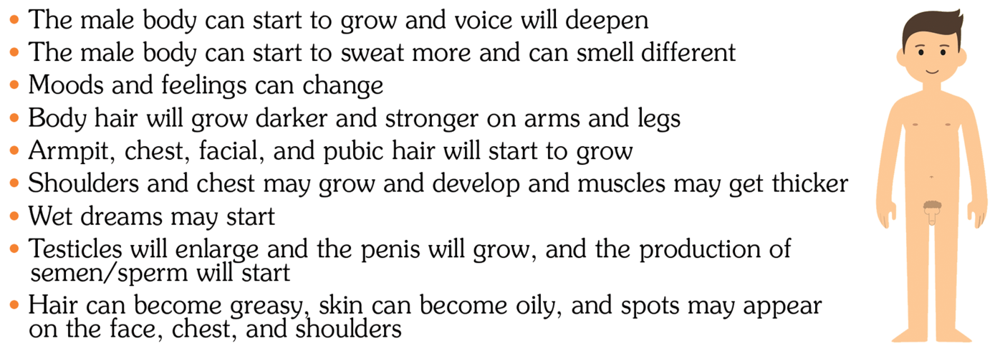 • The male body can start to grow and voice will deepen
• The male body can start to sweat more and can smell different
• Moods and feelings can change
• Body hair will grow darker and stronger on arms and legs
• Armpit, chest, facial, and pubic hair will start to grow
• Shoulders and chest may grow and develop and muscles may get thicker
• Wet dreams may start
• Testicles will enlarge and the penis will grow, and the production of
semen/sperm will start
• Hair can become greasy, skin can become oily, and spots may appear
on the face, chest, and shoulders